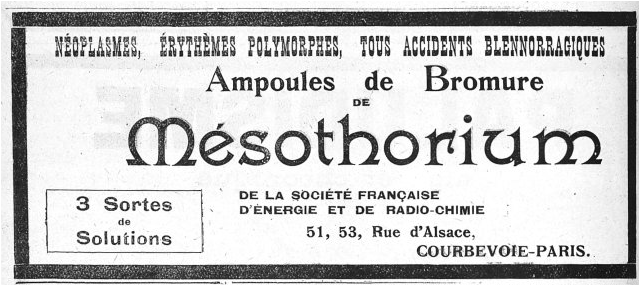 NÉOPLASMES, ÉRYTHÈMES POLYMORPHES, TOUS ACCIDENTS BLENNORRAGIQUES
Ampoules de Bromure
DE
Mésothorium
3 Sortes
de
Solutions
DE LA SOCIÉTÉ FRANÇAISE
D'ÉNERGIE ET DE RADIO-CHIMIE
51, 53, Rue d'Alsace,
COURBEVOIE-PARIS.